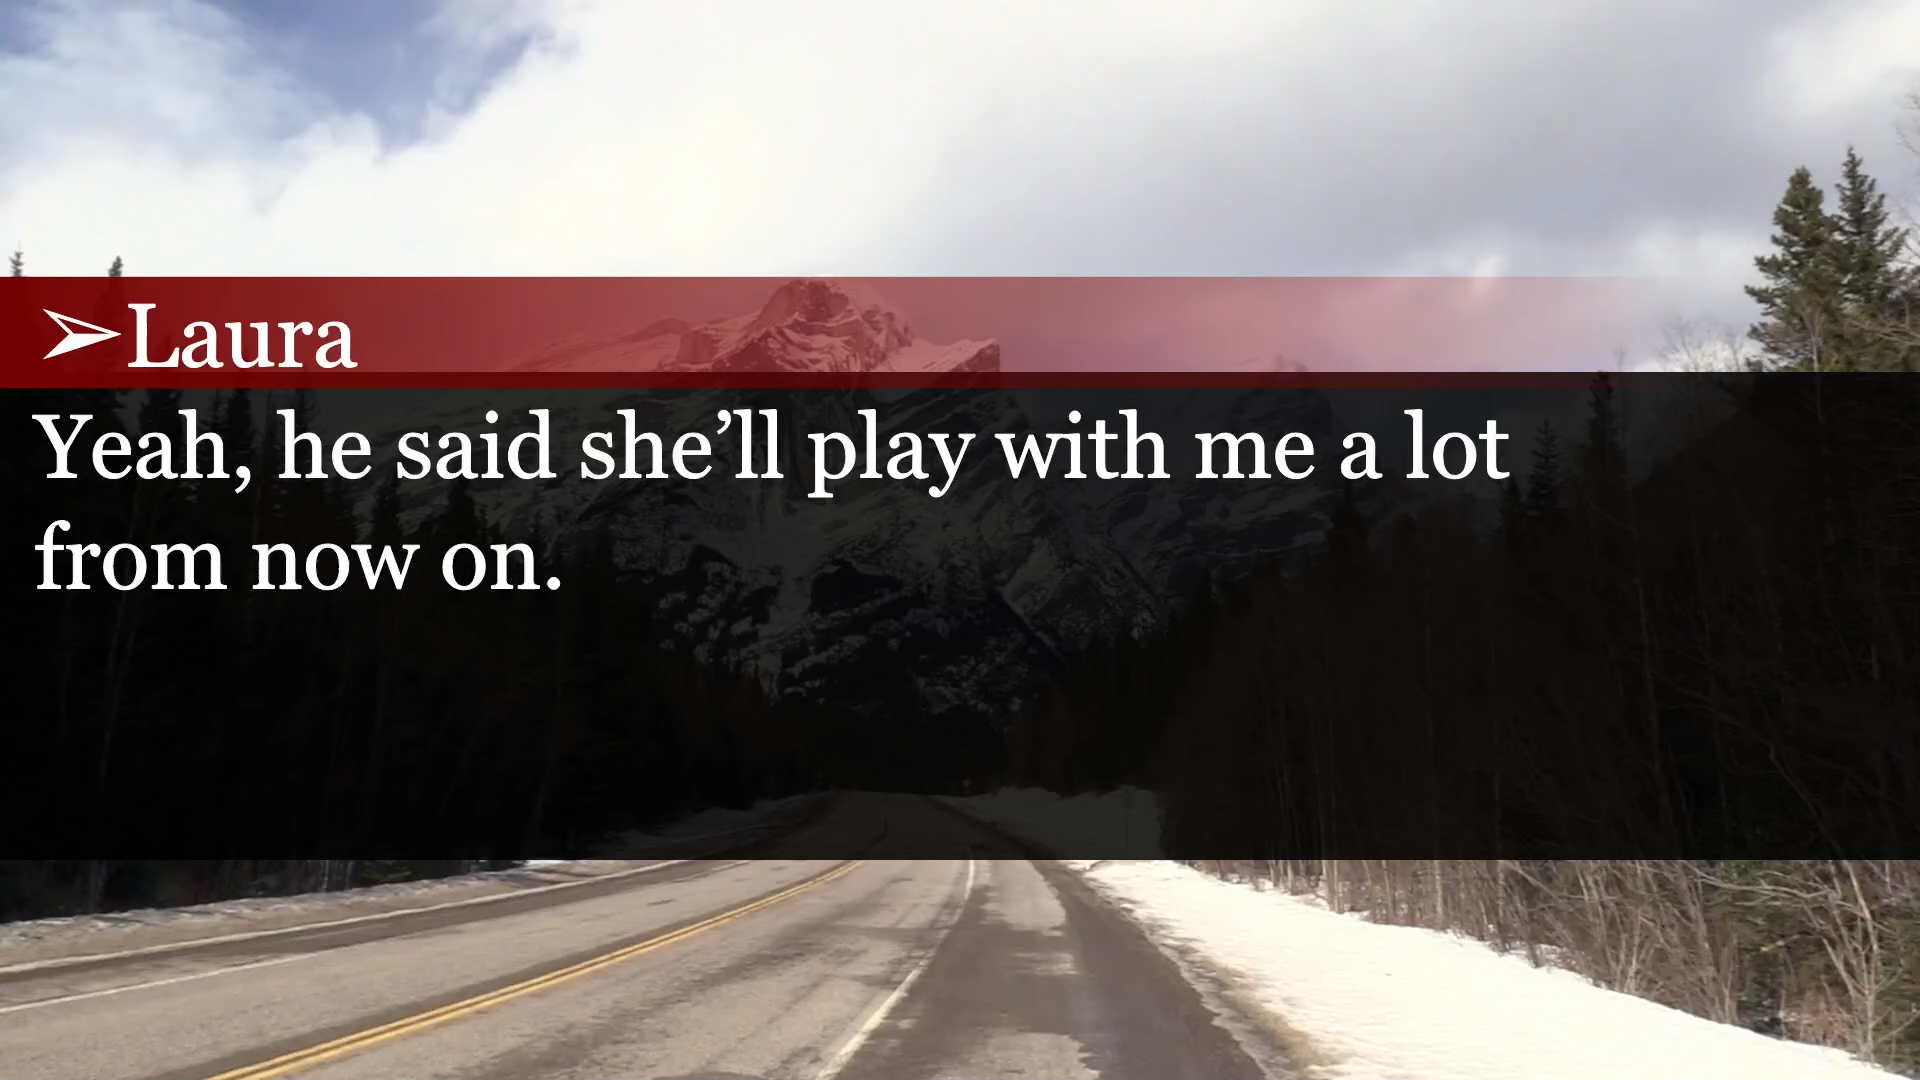 ➢Laura
Yeah, he said she’ll play with me a lot
from now on.